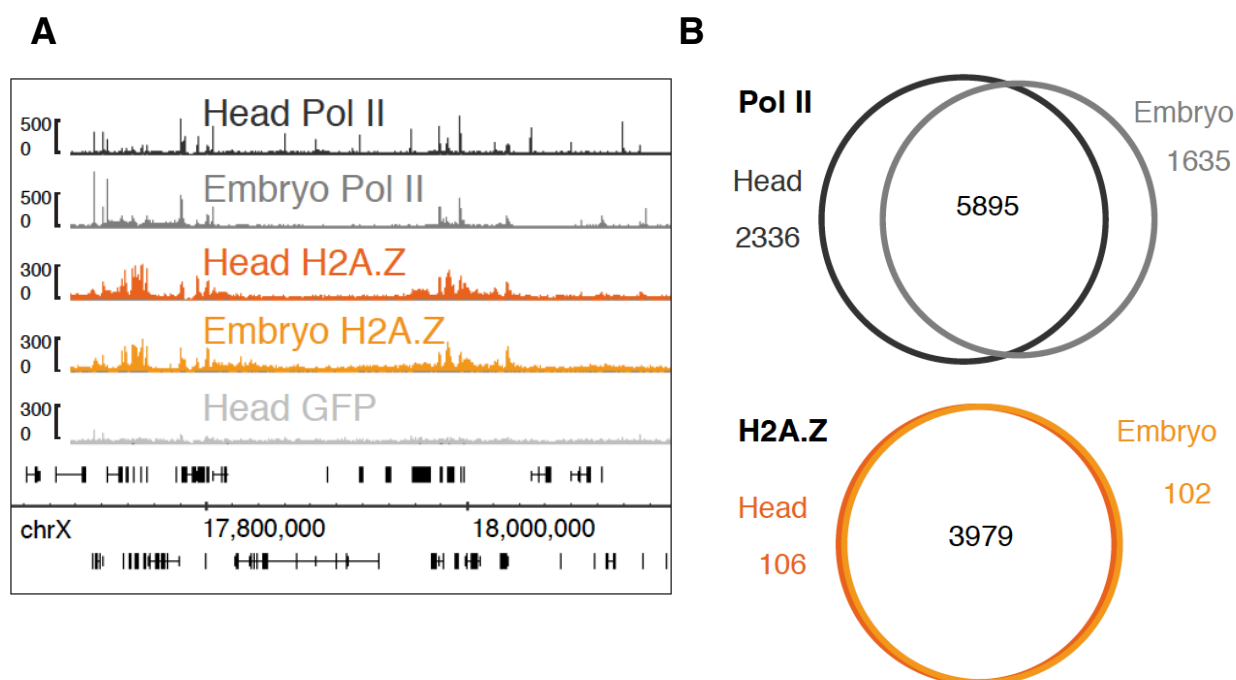 A
500
0
Head Pol II
500
0
Embryo Pol II
300
0
Head H2A.Z
300
0
Embryo H2A.Z
300
0
Head GFP
chrX
17,800,000
18,000,000
B
Pol II
Head
2336
5895
Embryo
1635
H2A.Z
Head
106
3979
Embryo
102